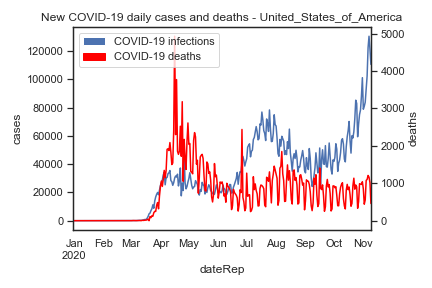 New COVID-19 daily cases and deaths - United_States_of_America
COVID-19 infections
COVID-19 deaths
120000
100000
80000
60000
40000
20000
0
cases
5000
4000
3000
2000
1000
0
deaths
Jan Feb Mar Apr May Jun Jul Aug Sep Oct Nov
2020
dateRep